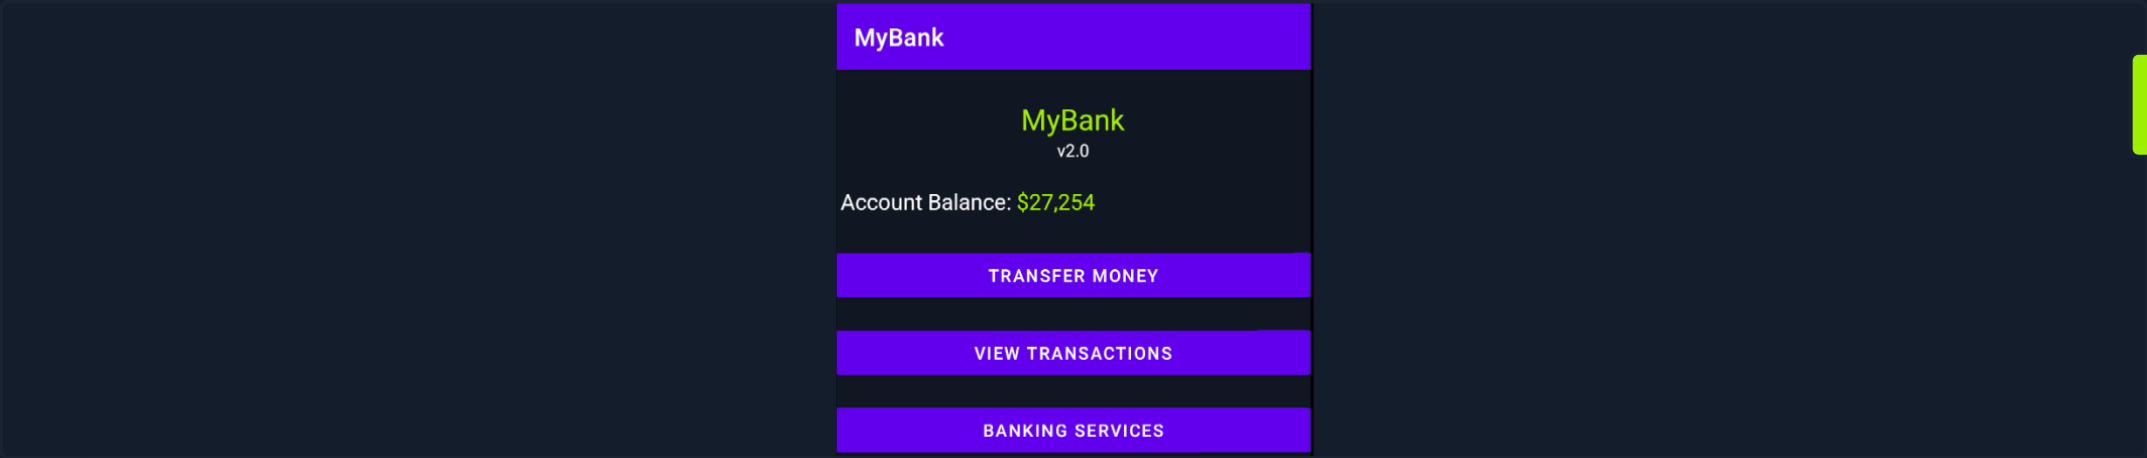 MyBank
MyBank
v2.0
Account Balance: $27,254
TRANSFER MONEY
VIEW TRANSACTIONS
BANKING SERVICES